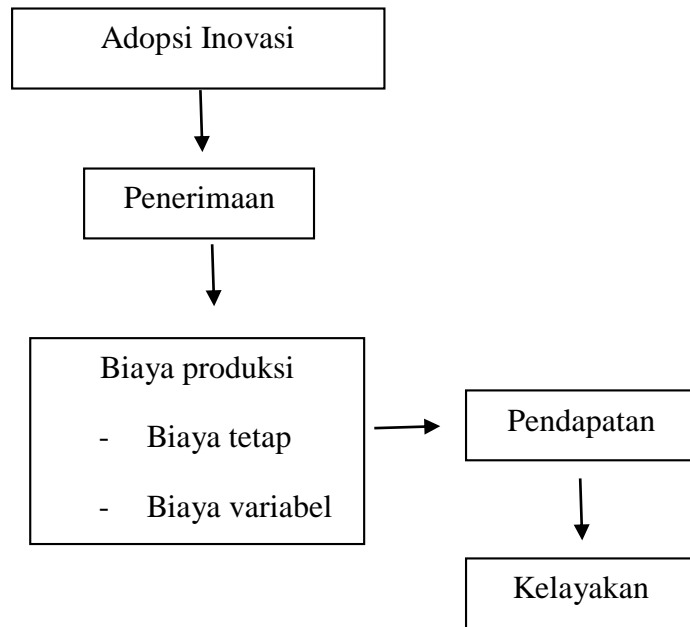 Adopsi Inovasi
Penerimaan
Biaya produksi
- Biaya tetap
- Biaya variabel
Pendapatan
Kelayakan